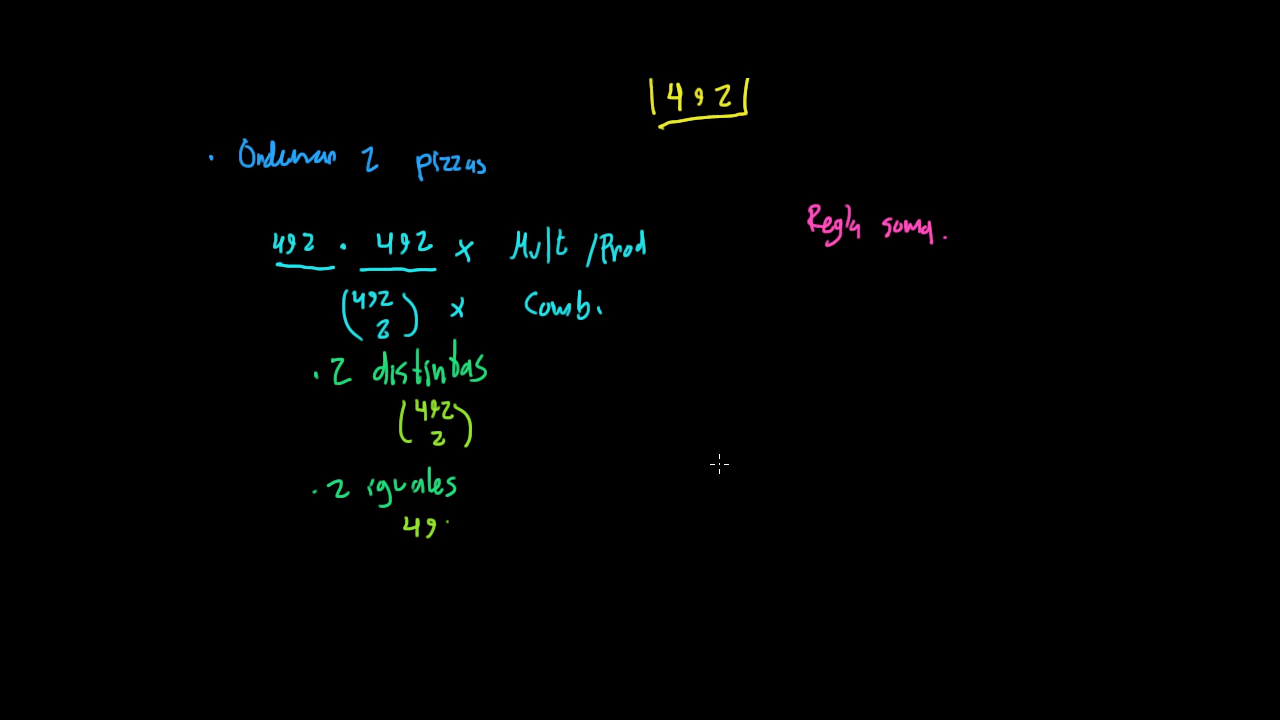 492
· Ordenar 2 pizzas
Regla suma.
492 · 492 x Mult/Prod
(492 2) x Comb.
· 2 distintas
(492 2)
· 2 iguales
49